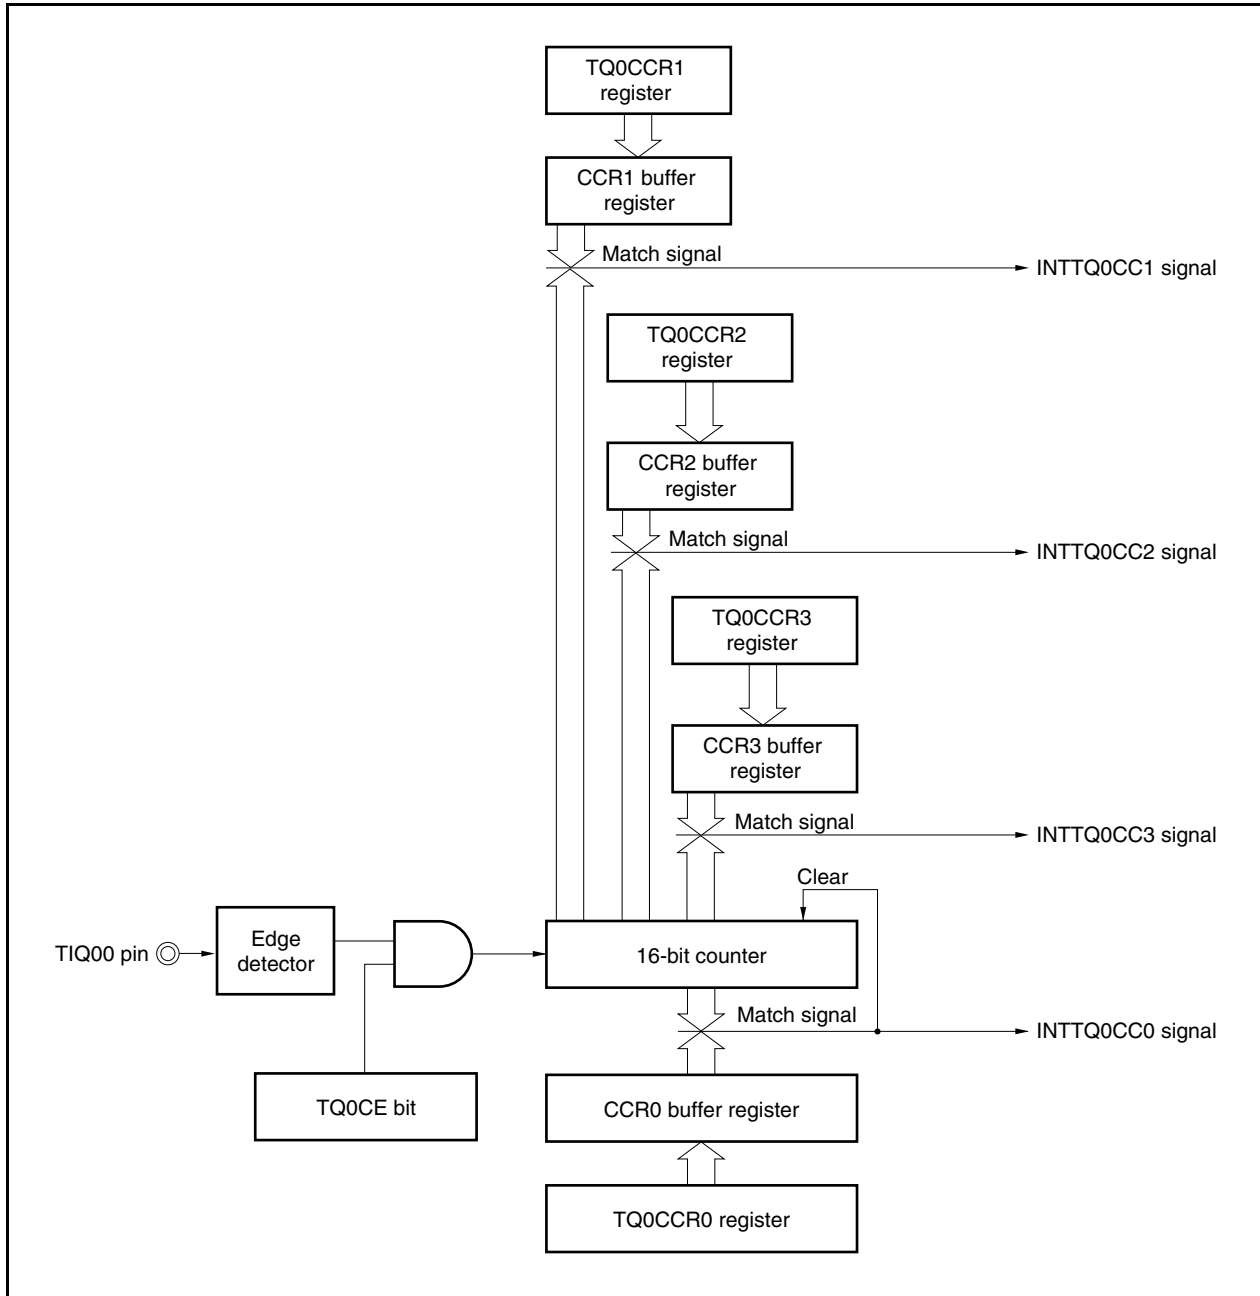 TQ0CCR1
register
CCR1 buffer
register
Match signal
INTTQ0CC1 signal
TQ0CCR2
register
CCR2 buffer
register
Match signal
INTTQ0CC2 signal
TQ0CCR3
register
CCR3 buffer
register
Match signal
INTTQ0CC3 signal
Clear
TIQ00 pin
Edge
detector
16-bit counter
Match signal
INTTQ0CC0 signal
TQ0CE bit
CCR0 buffer register
TQ0CCR0 register